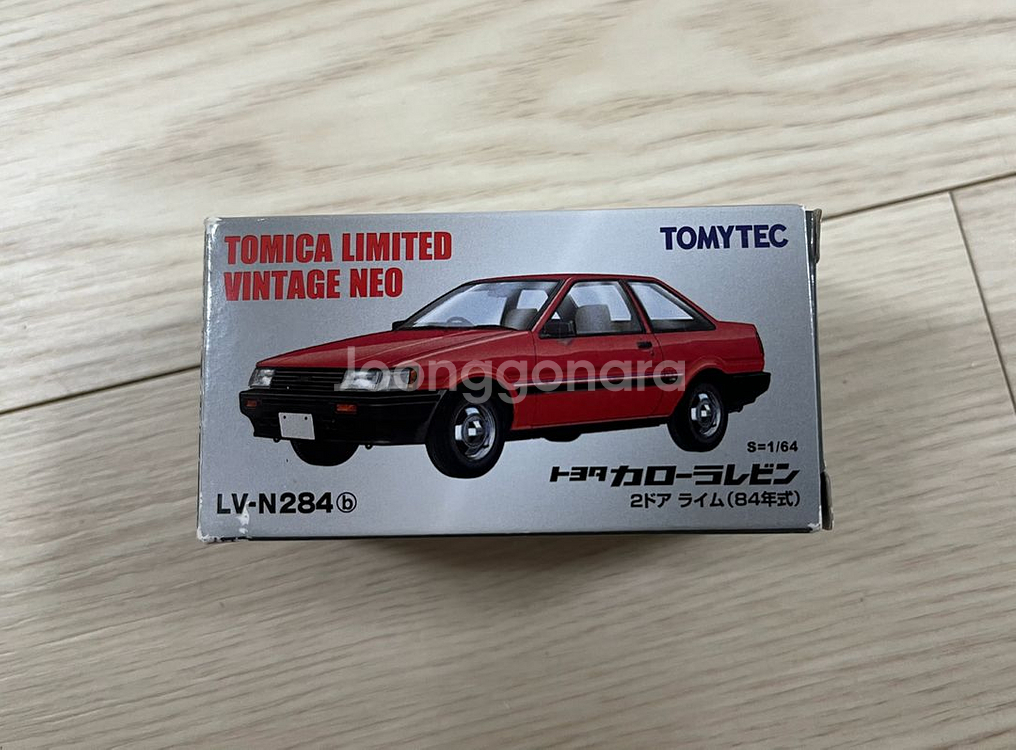 TOMICA LIMITED
VINTAGE NEO
TOMYTEC
Joonggonara
S=1/64
トヨタ カローラレビン
2ドア ライム(84年式)
LV-N284ⓑ